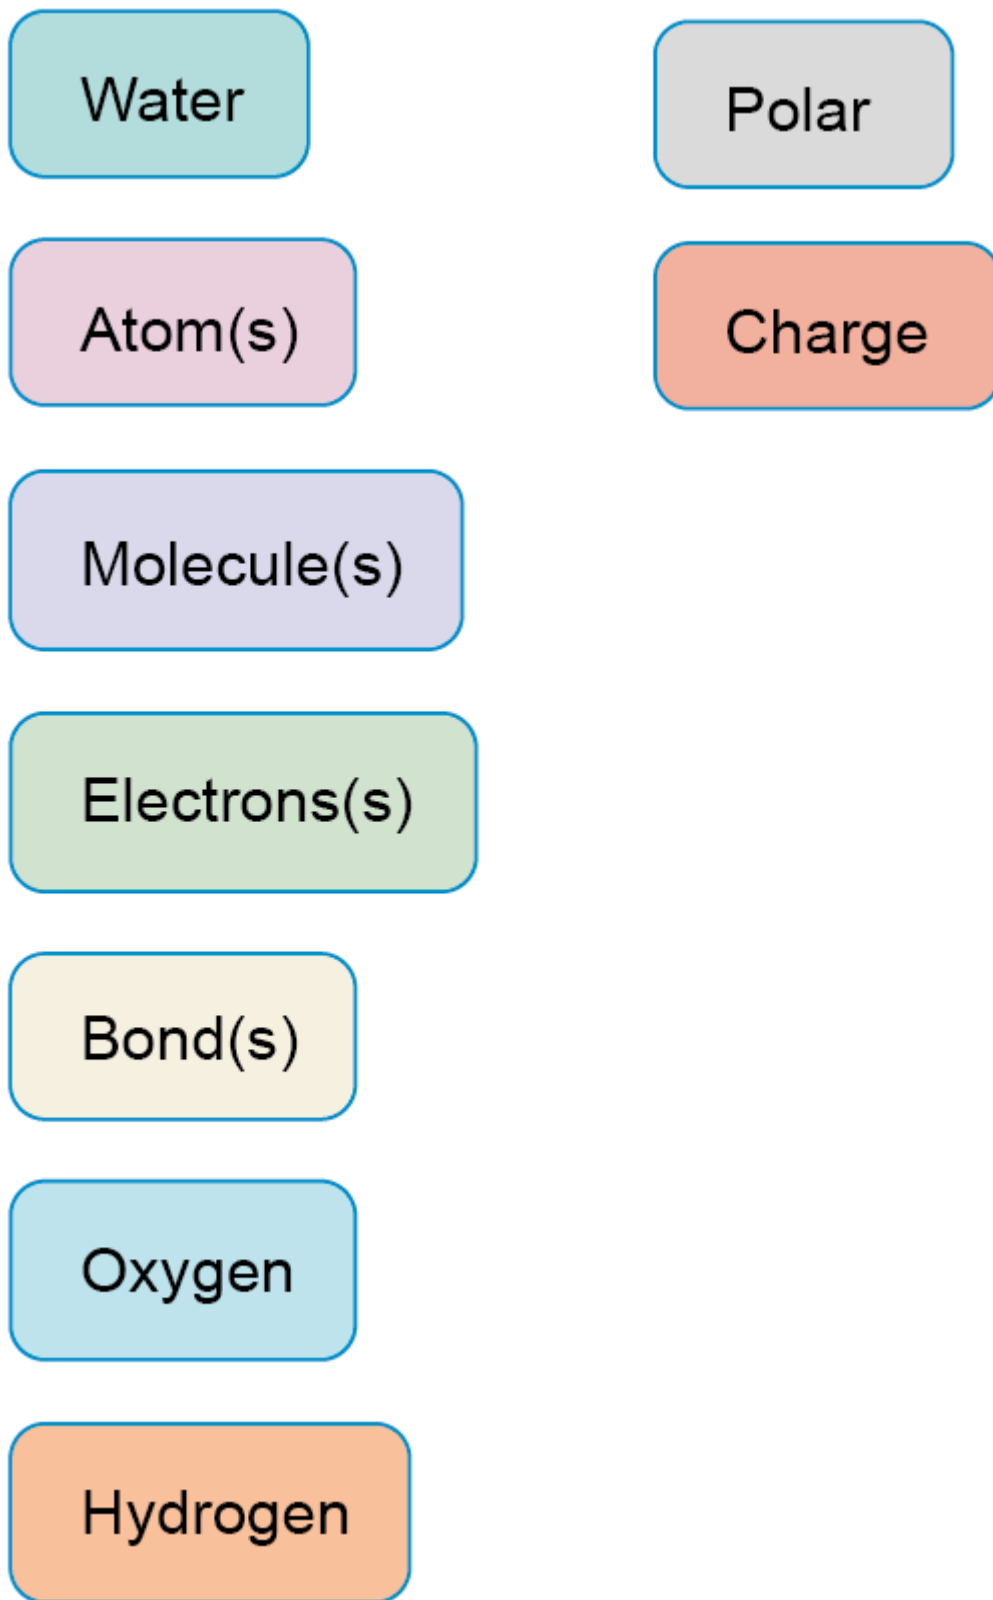 Water
Polar
Atom(s)
Charge
Molecule(s)
Electrons(s)
Bond(s)
Oxygen
Hydrogen